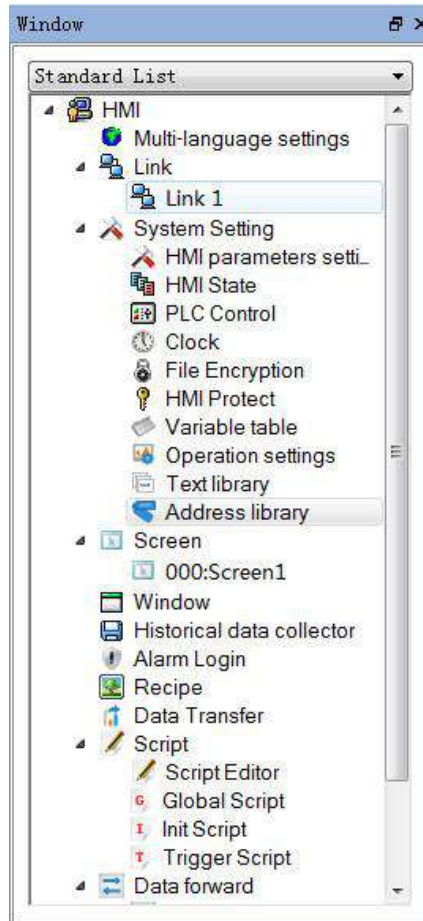 Window
Standard List
HMI
Multi-language settings
Link
Link 1
System Setting
HMI parameters setti...
HMI State
PLC Control
Clock
File Encryption
HMI Protect
Variable table
Operation settings
Text library
Address library
Screen
000:Screen1
Window
Historical data collector
Alarm Login
Recipe
Data Transfer
Script
Script Editor
Global Script
Init Script
Trigger Script
Data forward